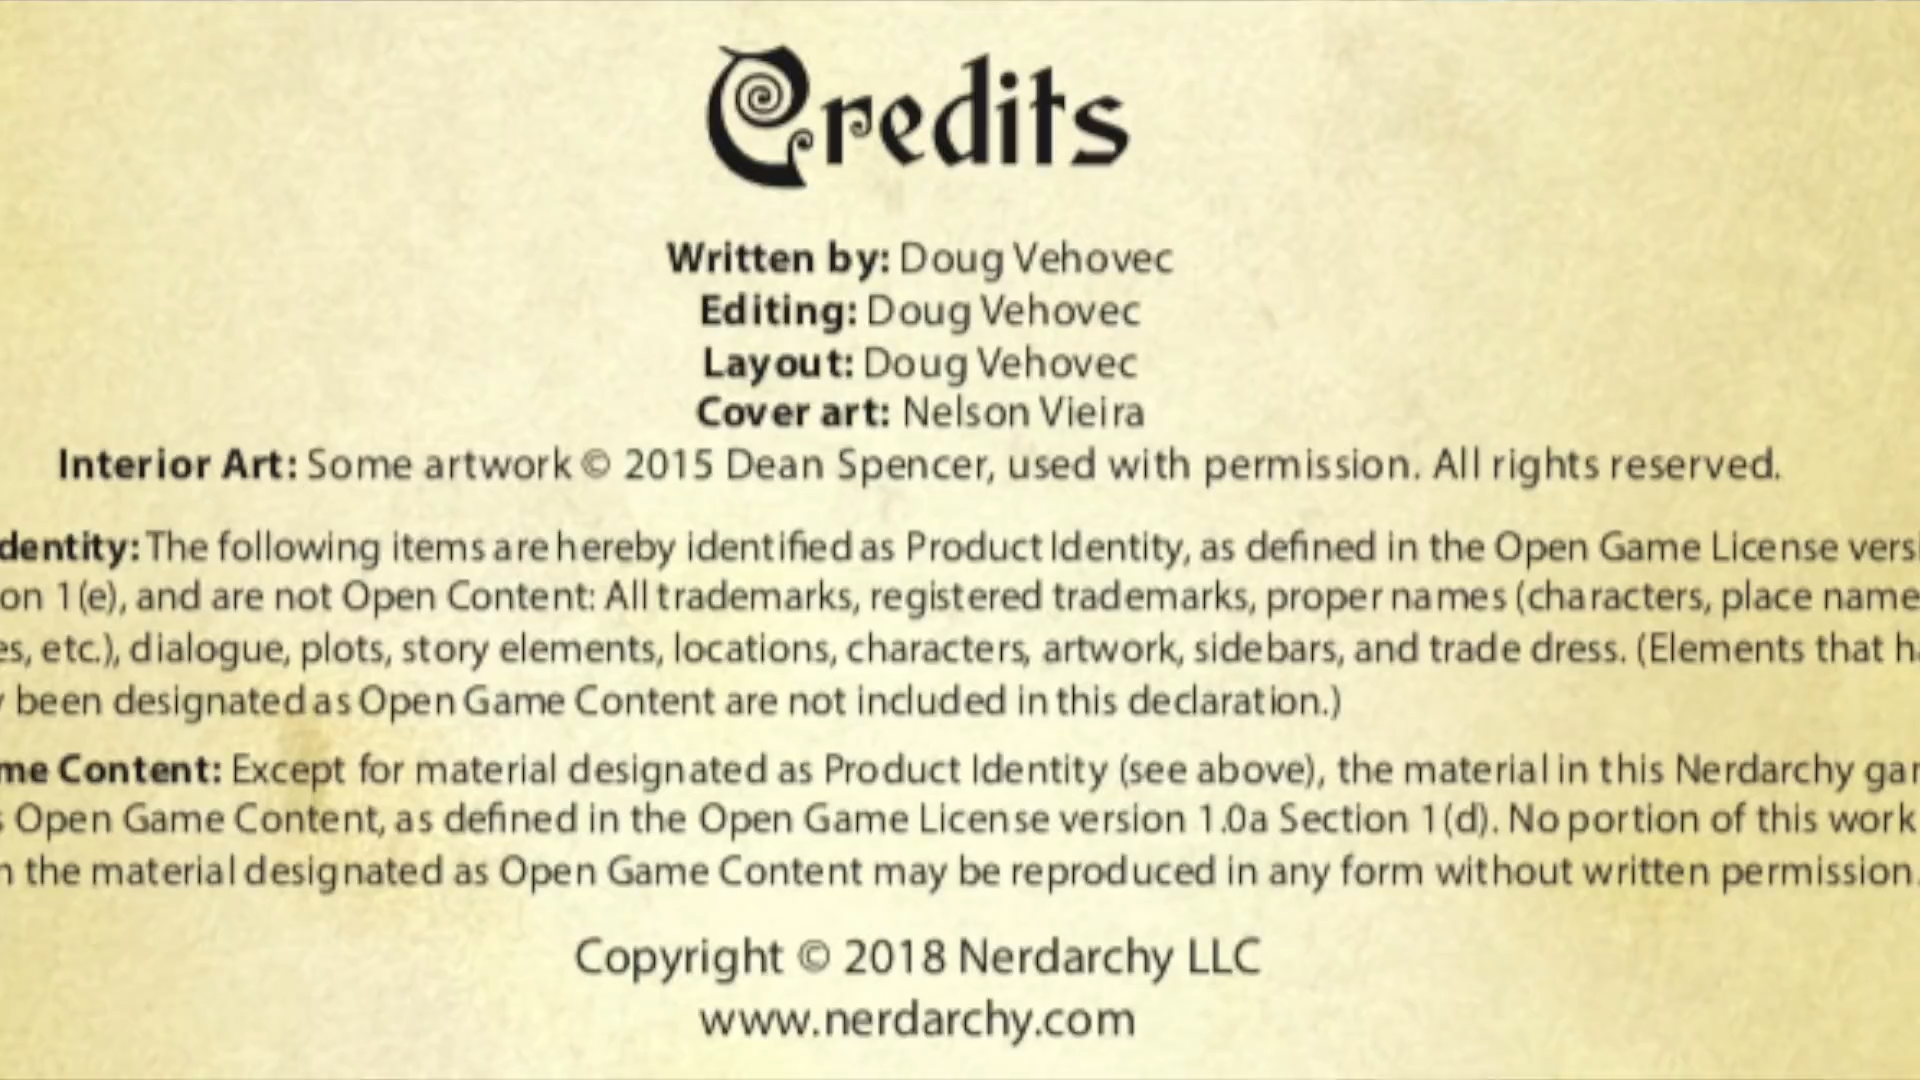 Credits
Written by: Doug Vehovec
Editing: Doug Vehovec
Layout: Doug Vehovec
Cover art: Nelson Vieira
Interior Art: Some artwork © 2015 Dean Spencer, used with permission. All rights reserved.
dentity: The following items are hereby identified as Product Identity, as defined in the Open Game License versi
on 1(e), and are not Open Content: All trademarks, registered trademarks, proper names (characters, place name
es, etc.), dialogue, plots, story elements, locations, characters, artwork, sidebars, and trade dress. (Elements that ha
y been designated as Open Game Content are not included in this declaration.)
me Content: Except for material designated as Product Identity (see above), the material in this Nerdarchy gam
s Open Game Content, as defined in the Open Game License version 1.0a Section 1(d). No portion of this work
n the material designated as Open Game Content may be reproduced in any form without written permission.
Copyright © 2018 Nerdarchy LLC
www.nerdarchy.com